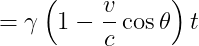 = γ (1 − v/c cos θ) t